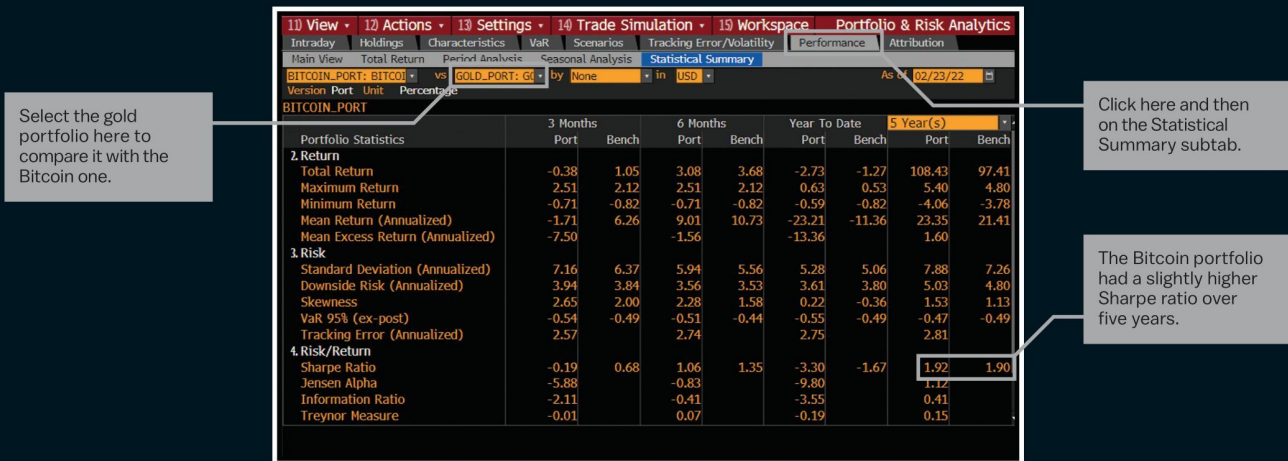 11) View 12) Actions 13) Settings 14) Trade Simulation 15) Workspace Portfolio & Risk Analytics
Intraday Holdings Characteristics VaR Scenarios Tracking Error/Volatility Performance Attribution
Main View Total Return Period Analysis Seasonal Analysis Statistical Summary
BITCOIN_PORT: BITCOI vs GOLD_PORT: GO by None in USD As of 02/23/22
Version Port Unit Percentage
BITCOIN_PORT
3 Months 6 Months Year To Date 5 Year(s)
Portfolio Statistics Port Bench Port Bench Port Bench Port Bench
2. Return
Total Return -0.38 1.05 3.08 3.68 -2.73 -1.27 108.43 97.41
Maximum Return 2.51 2.12 2.51 2.12 0.63 0.53 5.40 4.80
Minimum Return -0.71 -0.82 -0.71 -0.82 -0.59 -0.82 -4.06 -3.78
Mean Return (Annualized) -1.71 6.26 9.01 10.73 -23.21 -11.36 23.35 21.41
Mean Excess Return (Annualized) -7.50 -1.56 -13.36 1.60
3. Risk
Standard Deviation (Annualized) 7.16 6.37 5.94 5.56 5.28 5.06 7.88 7.26
Downside Risk (Annualized) 3.94 3.84 3.56 3.53 3.61 3.80 5.03 4.80
Skewness 2.65 2.00 2.28 1.58 0.22 -0.36 1.53 1.13
VaR 95% (ex-post) -0.54 -0.49 -0.51 -0.44 -0.55 -0.49 -0.47 -0.49
Tracking Error (Annualized) 2.57 2.74 2.75 2.81
4. Risk/Return
Sharpe Ratio -0.19 0.68 1.06 1.35 -3.30 -1.67 1.92 1.90
Jensen Alpha -5.88 -0.83 -9.80 1.12
Information Ratio -2.11 -0.41 -3.55 0.41
Treynor Measure -0.01 0.07 -0.19 0.15
Select the gold
portfolio here to
compare it with the
Bitcoin one.
Click here and then
on the Statistical
Summary subtab.
The Bitcoin portfolio
had a slightly higher
Sharpe ratio over
five years.